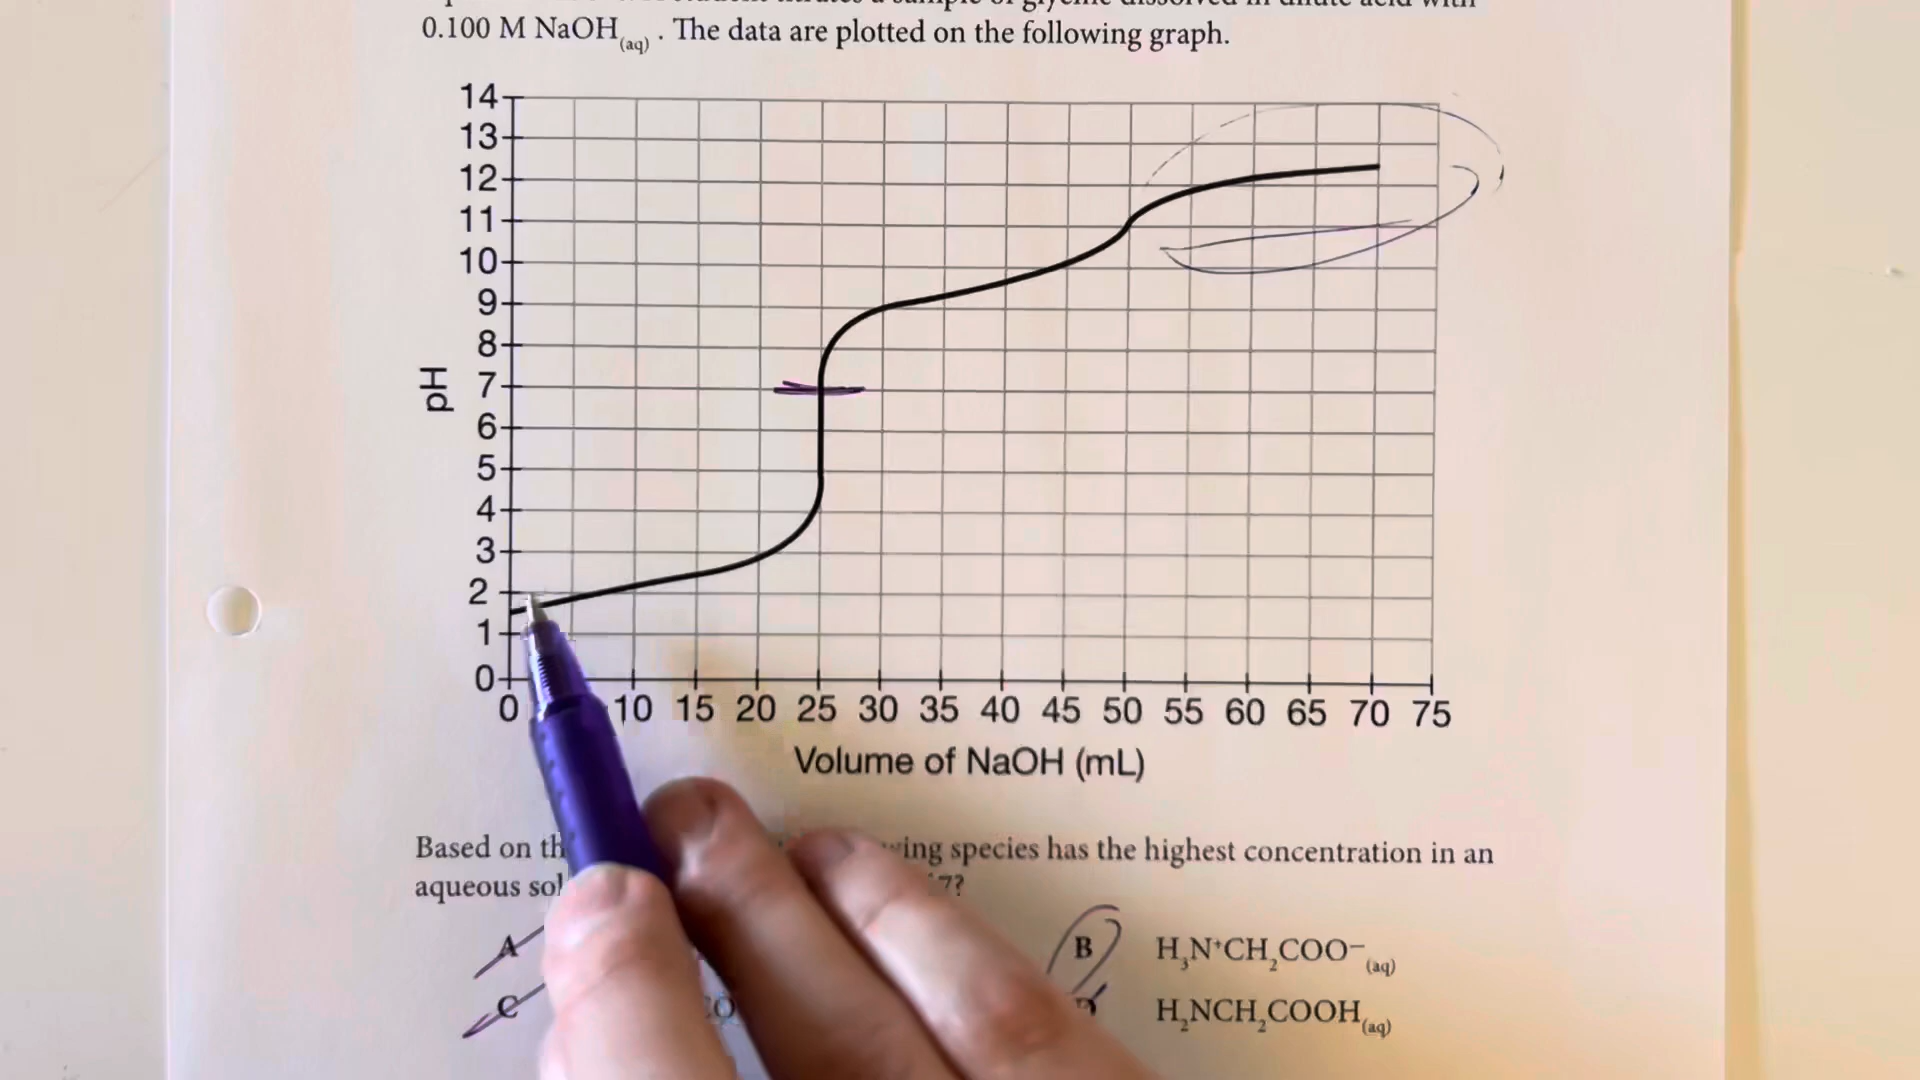 0.100 M NaOH(aq) . The data are plotted on the following graph.
14
13
12
11
10
9
8
7
6
5
4
3
2
1
0
pH
0 10 15 20 25 30 35 40 45 50 55 60 65 70 75
Volume of NaOH (mL)
Based on species has the highest concentration in an
aqueous 7?
A
B H₃N⁺CH₂COO⁻(aq)
C
D H₂NCH₂COOH(aq)